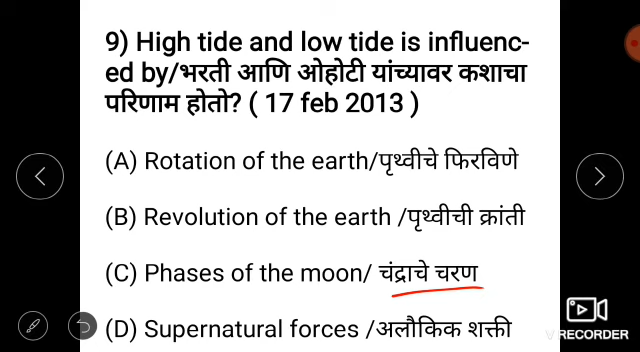 9) High tide and low tide is influenc-
ed by/भरती आणि ओहोटी यांच्यावर कशाचा
परिणाम होतो? ( 17 feb 2013 )
(A) Rotation of the earth/पृथ्वीचे फिरविणे
(B) Revolution of the earth /पृथ्वीची क्रांती
(C) Phases of the moon/ चंद्राचे चरण
(D) Supernatural forces /अलौकिक शक्ती
V RECORDER